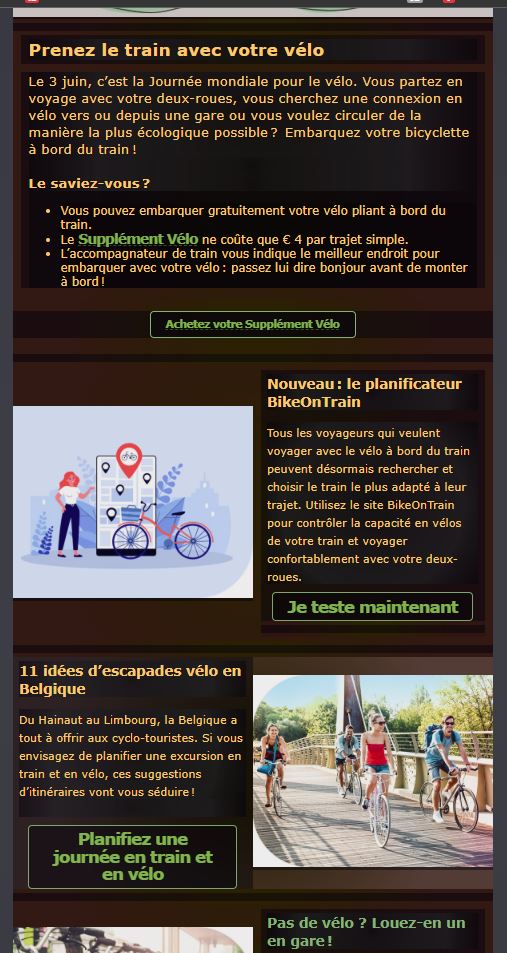 Prenez le train avec votre vélo
Le 3 juin, c’est la Journée mondiale pour le vélo. Vous partez en
voyage avec votre deux-roues, vous cherchez une connexion en
vélo vers ou depuis une gare ou vous voulez circuler de la
manière la plus écologique possible ? Embarquez votre bicyclette
à bord du train !
Le saviez-vous ?
• Vous pouvez embarquer gratuitement votre vélo pliant à bord du
train.
• Le Supplément Vélo ne coûte que € 4 par trajet simple.
• L’accompagnateur de train vous indique le meilleur endroit pour
embarquer avec votre vélo : passez lui dire bonjour avant de monter
à bord !
Achetez votre Supplément Vélo
Nouveau : le planificateur
BikeOnTrain
Tous les voyageurs qui veulent
voyager avec le vélo à bord du train
peuvent désormais rechercher et
choisir le train le plus adapté à leur
trajet. Utilisez le site BikeOnTrain
pour contrôler la capacité en vélos
de votre train et voyager
confortablement avec votre deux-
roues.
Je teste maintenant
11 idées d’escapades vélo en
Belgique
Du Hainaut au Limbourg, la Belgique a
tout à offrir aux cyclo-touristes. Si vous
envisagez de planifier une excursion en
train et en vélo, ces suggestions
d’itinéraires vont vous séduire !
Planifiez une
journée en train et
en vélo
Pas de vélo ? Louez-en un
en gare !